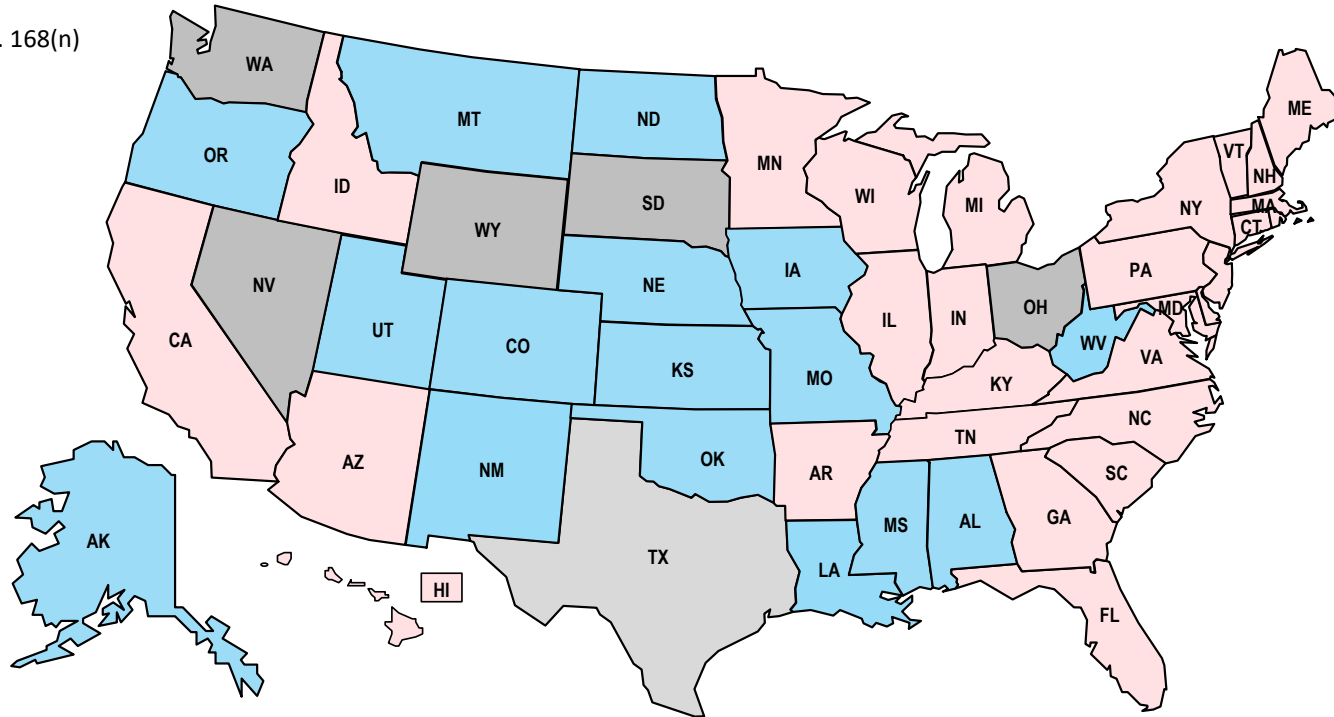 . 168(n)
WA
ME
MT
ND
VT
MN
OR
NH
ID
WI
SD
MA
NY
MI
CT
WY
PA
IA
NE
NV
OH
MD
IL
IN
UT
CO
WV
CA
VA
KS
MO
KY
NC
TN
OK
AZ
NM
AR
SC
GA
MS
AL
AK
TX
LA
HI
FL